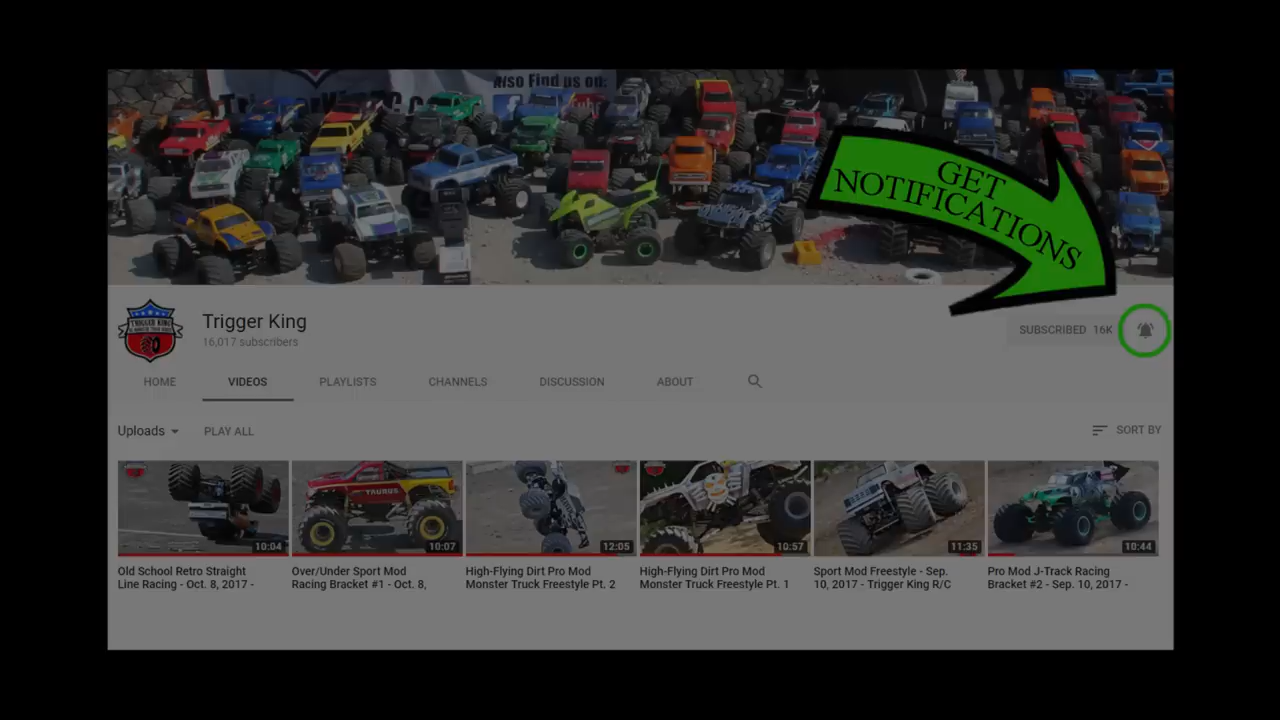 Also Find us on:
GET
NOTIFICATIONS
TRIGGER KING
Trigger King
16,017 subscribers
SUBSCRIBED 16K
HOME VIDEOS PLAYLISTS CHANNELS DISCUSSION ABOUT
Uploads PLAY ALL SORT BY
TAURUS
10:04 10:07 12:05 10:57 11:35 10:44
Old School Retro Straight
Line Racing - Oct. 8, 2017 -
Over/Under Sport Mod
Racing Bracket #1 - Oct. 8,
High-Flying Dirt Pro Mod
Monster Truck Freestyle Pt. 2
High-Flying Dirt Pro Mod
Monster Truck Freestyle Pt. 1
Sport Mod Freestyle - Sep.
10, 2017 - Trigger King R/C
Pro Mod J-Track Racing
Bracket #2 - Sep. 10, 2017 -